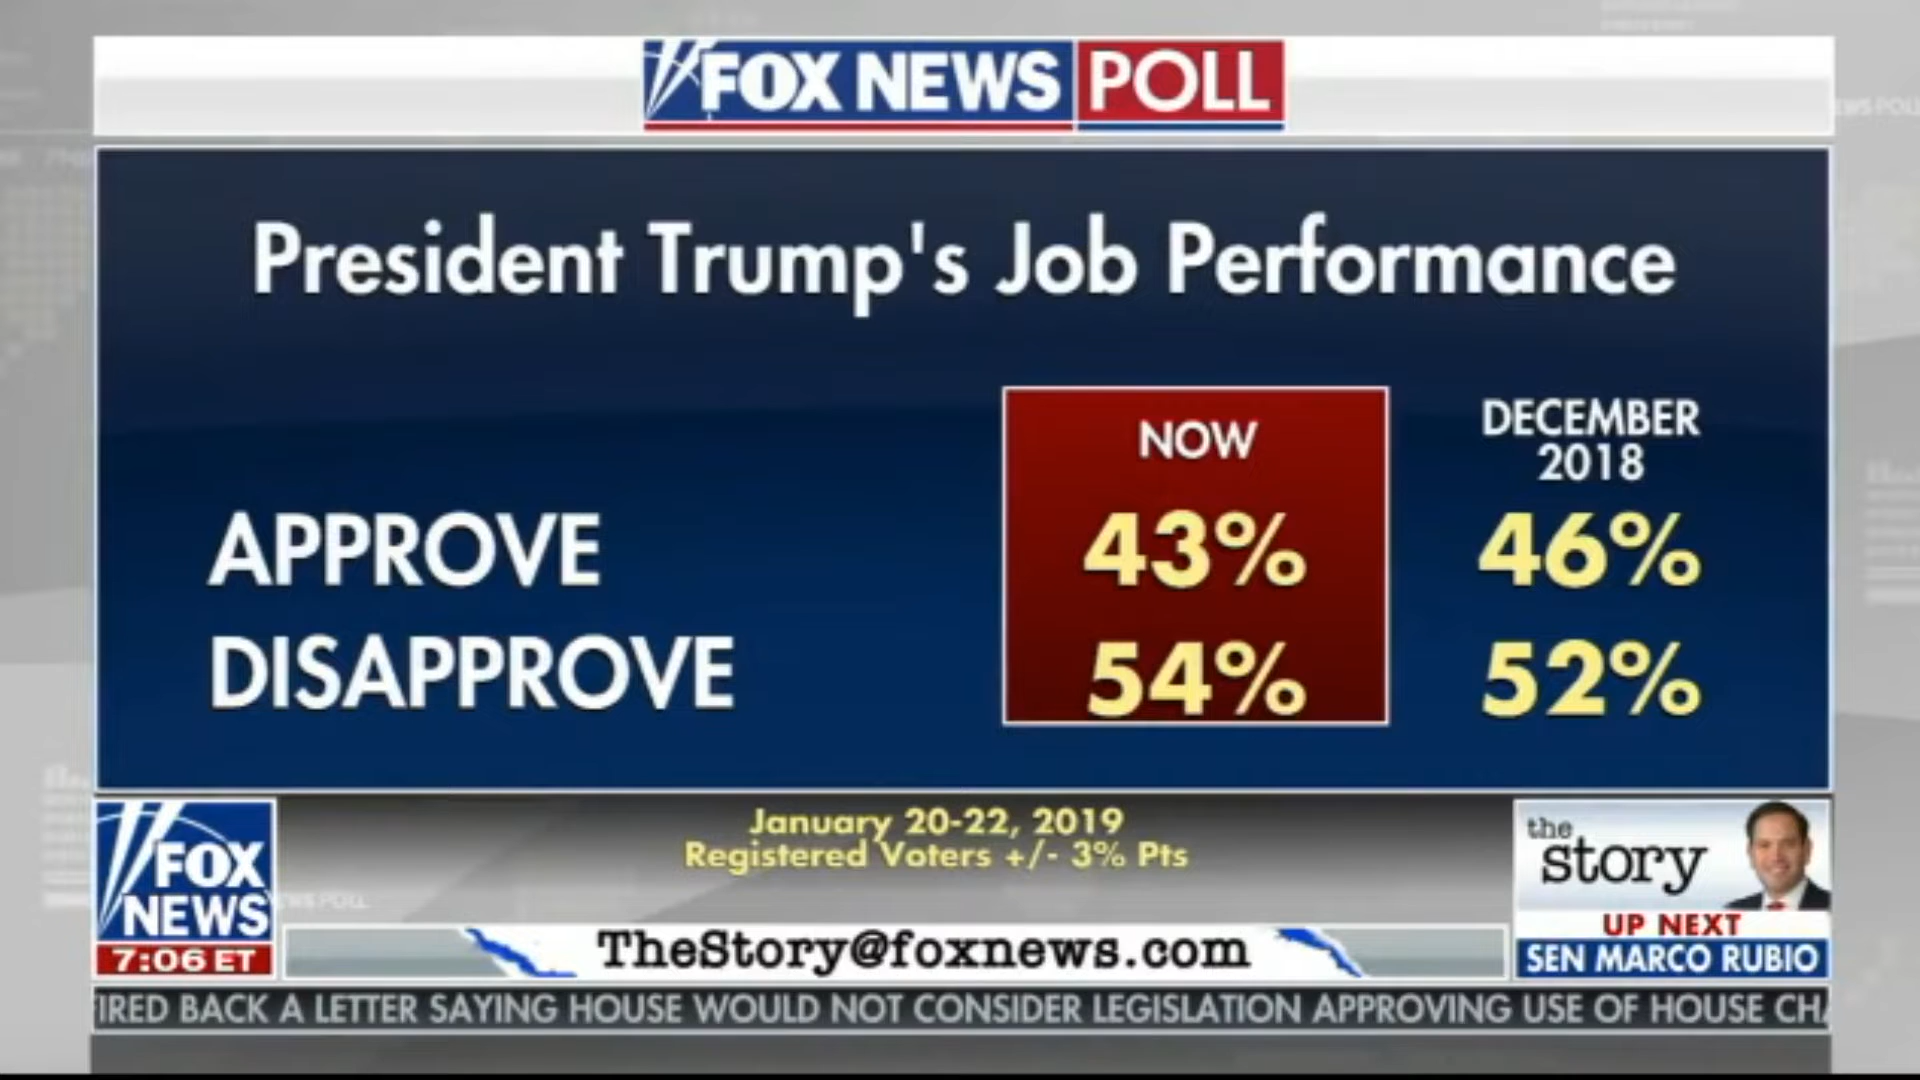 FOX NEWS POLL
President Trump's Job Performance
NOW
DECEMBER
2018
APPROVE 43% 46%
DISAPPROVE 54% 52%
January 20-22, 2019
Registered Voters +/- 3% Pts
FOX
NEWS
7:06 ET
the
story
UP NEXT
SEN MARCO RUBIO
TheStory@foxnews.com
IRED BACK A LETTER SAYING HOUSE WOULD NOT CONSIDER LEGISLATION APPROVING USE OF HOUSE CHA